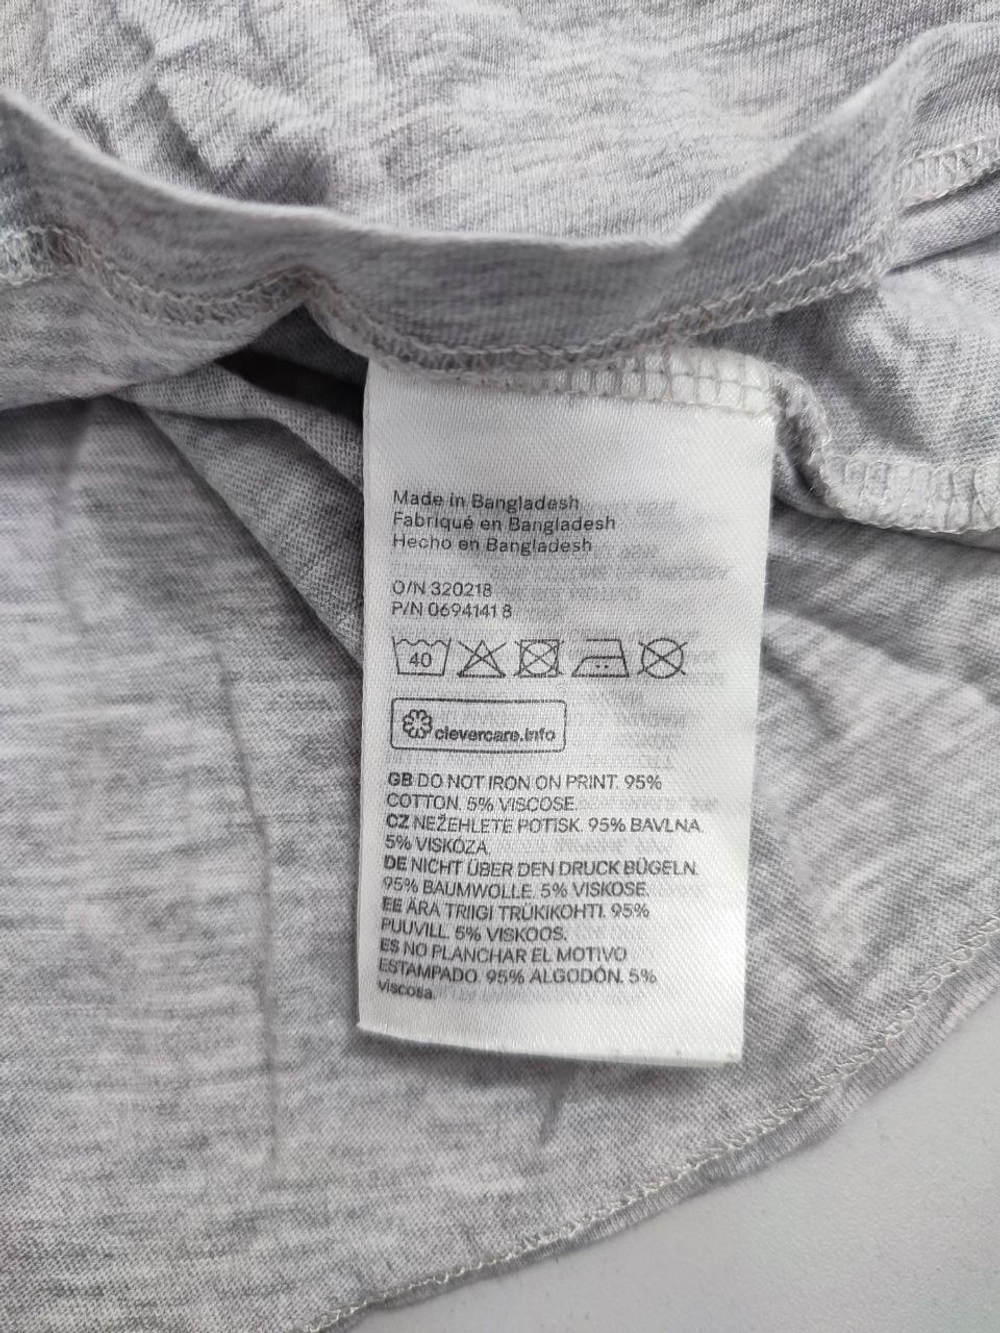 Made in Bangladesh
Fabriqué en Bangladesh
Hecho en Bangladesh
O/N 320218
P/N 0694141 8
40
clevercare.info
GB DO NOT IRON ON PRINT. 95%
COTTON. 5% VISCOSE.
CZ NEŽEHLETE POTISK. 95% BAVLNA.
5% VISKÓZA.
DE NICHT ÜBER DEN DRUCK BÜGELN.
95% BAUMWOLLE. 5% VISKOSE.
EE ÄRA TRIIGI TRÜKIKOHTI. 95%
PUUVILL. 5% VISKOOS.
ES NO PLANCHAR EL MOTIVO
ESTAMPADO. 95% ALGODÓN. 5%
viscosa.